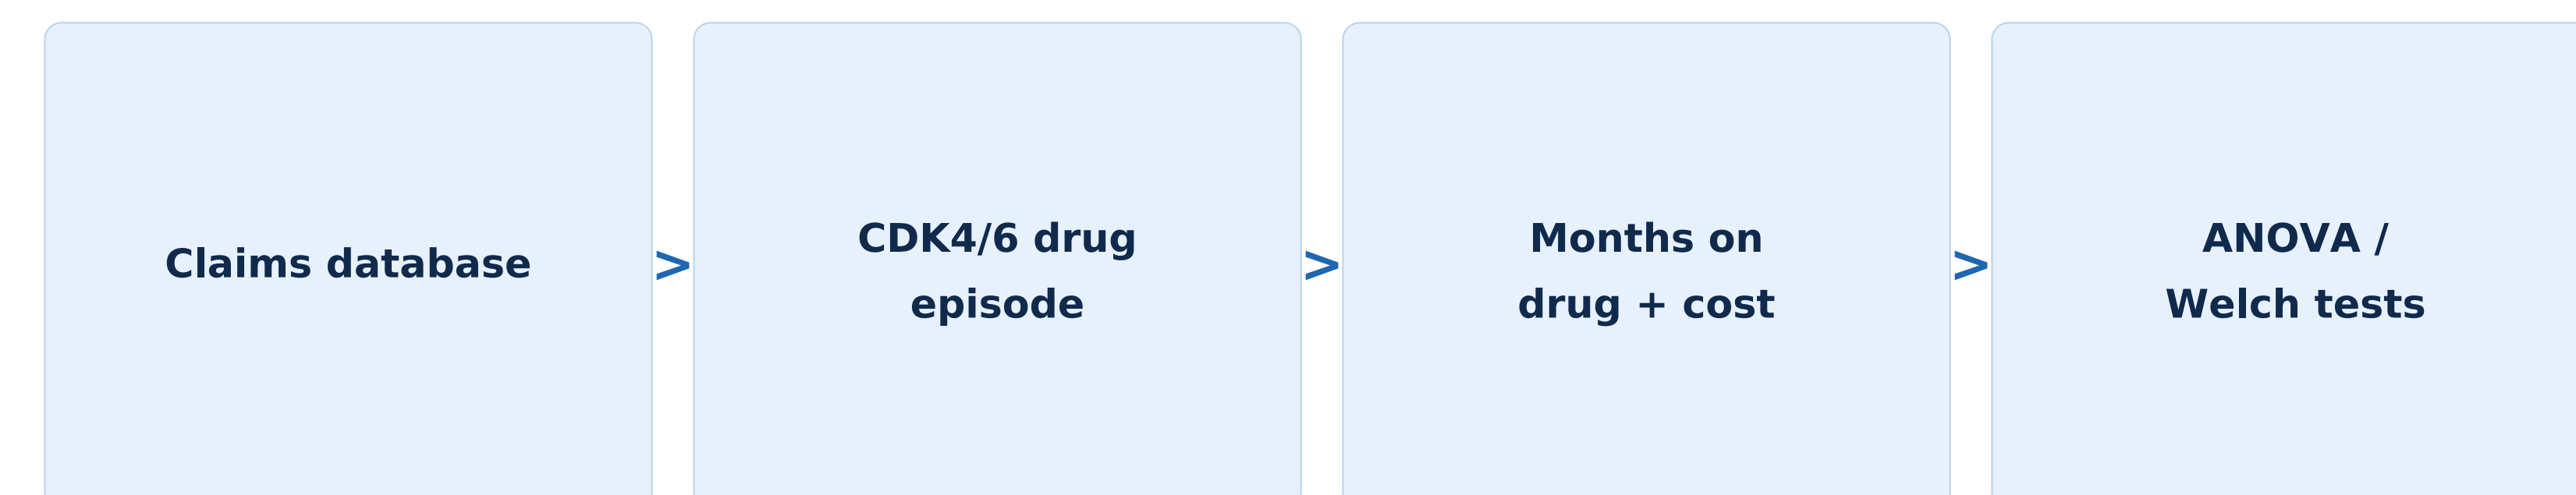 Claims database
>
CDK4/6 drug
episode
>
Months on
drug + cost
>
ANOVA /
Welch tests